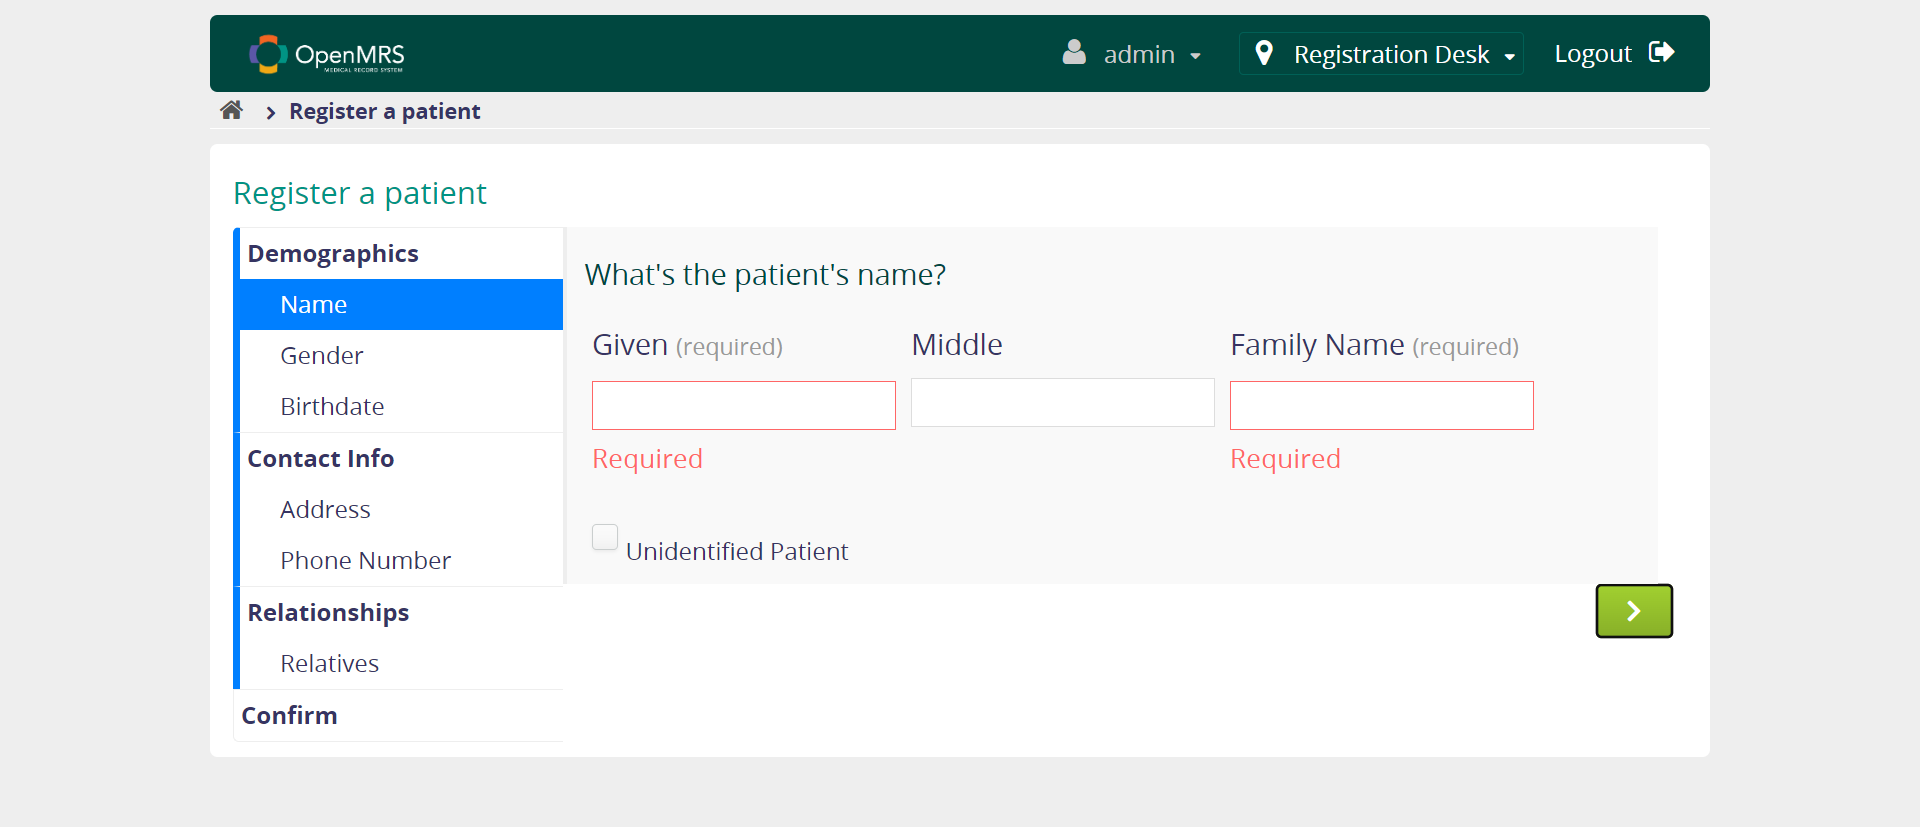 OpenMRS
MEDICAL RECORD SYSTEM
admin
Registration Desk
Logout
Register a patient
Register a patient
Demographics
Name
Gender
Birthdate
Contact Info
Address
Phone Number
Relationships
Relatives
Confirm
What's the patient's name?
Given (required) Middle Family Name (required)
Required Required
Unidentified Patient